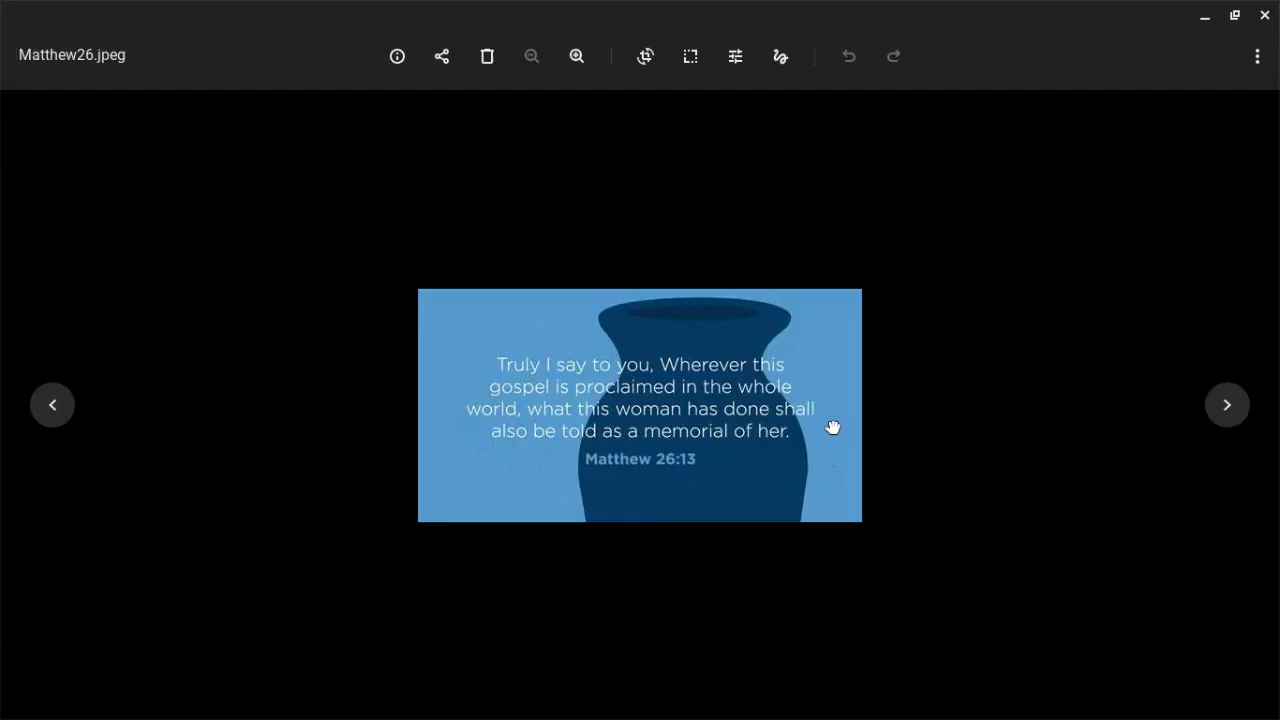 Matthew26.jpeg
Truly I say to you, Wherever this
gospel is proclaimed in the whole
world, what this woman has done shall
also be told as a memorial of her.
Matthew 26:13